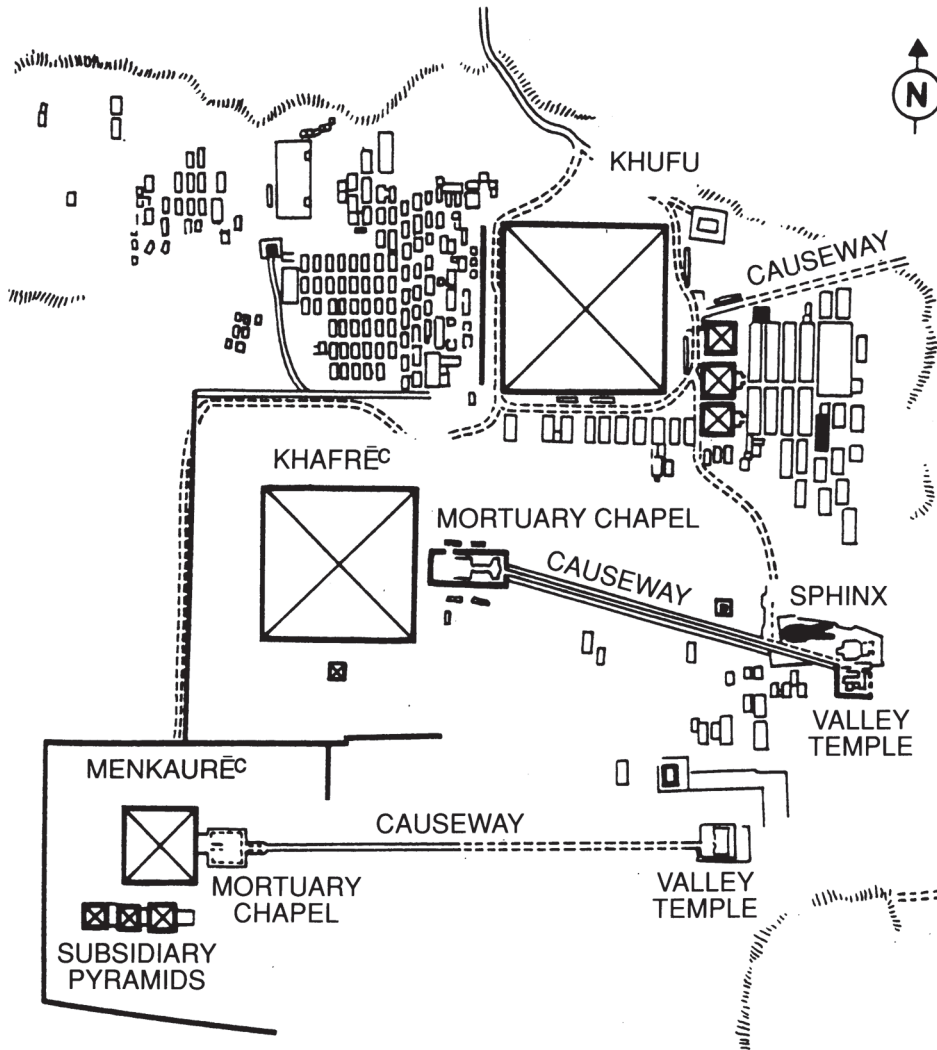 N
KHUFU
CAUSEWAY
KHAFRĒᶜ
MORTUARY CHAPEL
CAUSEWAY
SPHINX
VALLEY
TEMPLE
MENKAURĒᶜ
CAUSEWAY
MORTUARY
CHAPEL
VALLEY
TEMPLE
SUBSIDIARY
PYRAMIDS